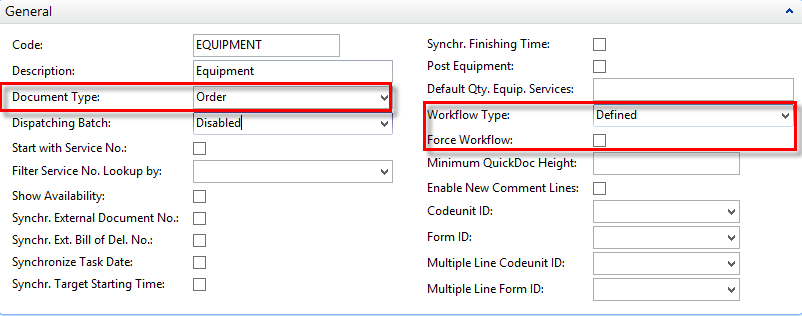 General
Code: EQUIPMENT
Description: Equipment
Document Type: Order
Dispatching Batch: Disabled
Start with Service No.:
Filter Service No. Lookup by:
Show Availability:
Synchr. External Document No.:
Synchr. Ext. Bill of Del. No.:
Synchronize Task Date:
Synchr. Target Starting Time:
Synchr. Finishing Time:
Post Equipment:
Default Qty. Equip. Services:
Workflow Type: Defined
Force Workflow:
Minimum QuickDoc Height:
Enable New Comment Lines:
Codeunit ID:
Form ID:
Multiple Line Codeunit ID:
Multiple Line Form ID: